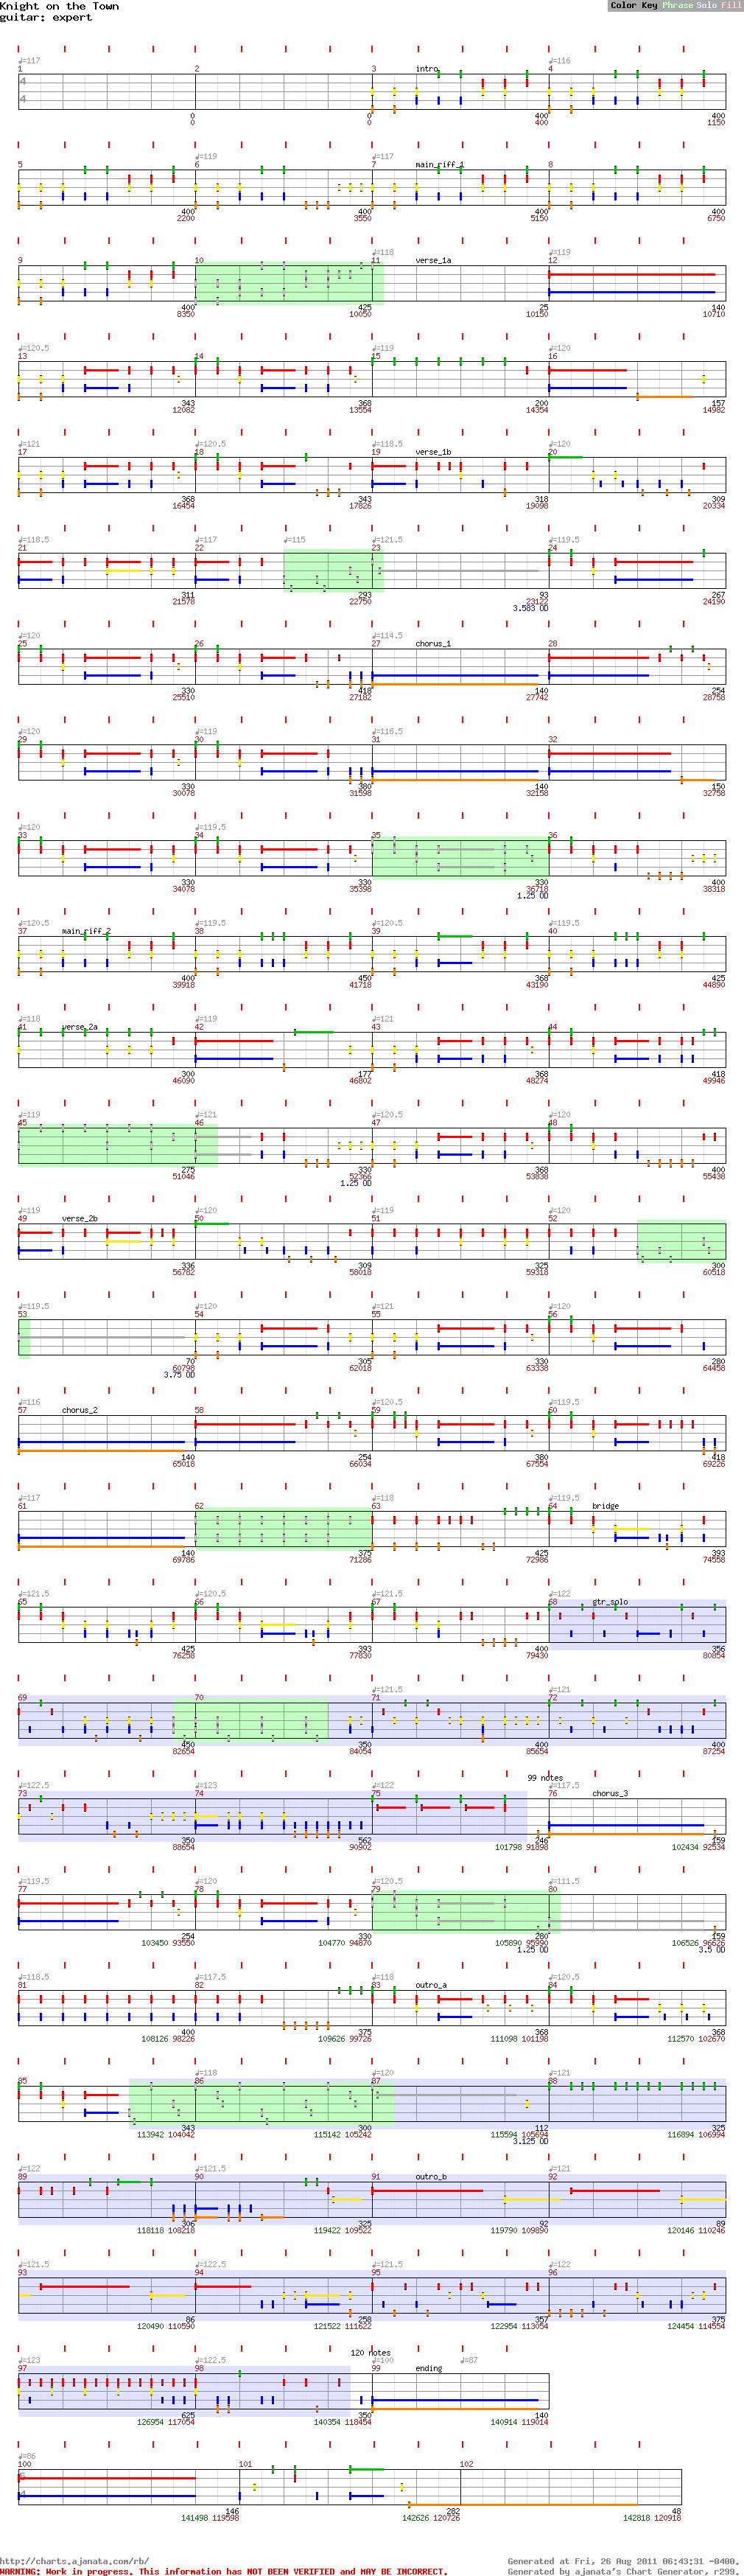 Knight on the Town
guitar: expert
Color Key Phrase Solo Fill
♩=117
1 2 3 intro ♩=116 4
4
4
0 0 400 400
0 0 400 1150
♩=119 ♩=117
5 6 7 main_riff_1 8
400 400 400 400
2200 3550 5150 6750
♩=118 ♩=119
9 10 11 verse_1a 12
400 425 25 140
8350 10050 10150 10710
♩=120.5 ♩=119 ♩=120
13 14 15 16
343 368 200 157
12082 13554 14354 14982
♩=121 ♩=120.5 ♩=118.5 ♩=120
17 18 19 verse_1b 20
368 343 318 309
16454 17826 19098 20334
♩=118.5 ♩=117 ♩=115 ♩=121.5 ♩=119.5
21 22 23 24
311 293 93 267
21578 22750 23122 24190
3.583 OD
♩=120 ♩=114.5
25 26 27 chorus_1 28
330 418 140 254
25510 27182 27742 28758
♩=120 ♩=119 ♩=116.5
29 30 31 32
330 380 140 150
30078 31598 32158 32758
♩=120 ♩=119.5
33 34 35 36
330 330 330 400
34078 35398 36718 38318
1.25 OD
♩=120.5 ♩=119.5 ♩=120.5 ♩=119.5
37 main_riff_2 38 39 40
400 450 368 425
39918 41718 43190 44890
♩=118 ♩=119 ♩=121
41 verse_2a 42 43 44
300 177 368 418
46090 46802 48274 49946
♩=119 ♩=121 ♩=120.5 ♩=120
45 46 47 48
275 330 368 400
51046 52366 53838 55438
1.25 OD
♩=119 ♩=120 ♩=119 ♩=120
49 verse_2b 50 51 52
336 309 325 300
56782 58018 59318 60518
♩=119.5 ♩=120 ♩=121 ♩=120
53 54 55 56
70 305 330 280
60798 62018 63338 64458
3.75 OD
♩=116 ♩=120.5 ♩=119.5
57 chorus_2 58 59 60
140 254 380 418
65018 66034 67554 69226
♩=117 ♩=118 ♩=119.5
61 62 63 64 bridge
140 375 425 393
69786 71286 72986 74558
♩=121.5 ♩=120.5 ♩=121.5 ♩=122
65 66 67 68 gtr_solo
425 393 400 356
76258 77830 79430 80854
♩=121.5 ♩=121
69 70 71 72
450 350 400 400
82654 84054 85654 87254
99 notes
♩=122.5 ♩=123 ♩=122 ♩=117.5
73 74 75 76 chorus_3
350 562 246 159
88654 90902 101798 91898 102434 92534
♩=119.5 ♩=120 ♩=120.5 ♩=111.5
77 78 79 80
254 330 280 159
103450 93550 104770 94870 105890 95990 106526 96626
1.25 OD 3.5 OD
♩=118.5 ♩=117.5 ♩=118 ♩=120.5
81 82 83 outro_a 84
400 375 368 368
108126 98226 109626 99726 111098 101198 112570 102670
♩=118 ♩=120 ♩=121
85 86 87 88
343 300 112 325
113942 104042 115142 105242 115594 105694 116894 106994
3.125 OD
♩=122 ♩=121.5 ♩=121
89 90 91 outro_b 92
306 325 92 89
118118 108218 119422 109522 119790 109890 120146 110246
♩=121.5 ♩=122.5 ♩=121.5 ♩=122
93 94 95 96
86 258 357 375
120490 110590 121522 111622 122954 113054 124454 114554
120 notes
♩=123 ♩=122.5 ♩=100 ♩=87
97 98 99 ending
625 350 140
126954 117054 140354 118454 140914 119014
♩=86
100 101 102
5
4
146 282 48
141498 119598 142626 120726 142818 120918
http://charts.ajanata.com/rb/ Generated at Fri, 26 Aug 2011 06:43:31 -0400.
WARNING: Work in progress. This information has NOT BEEN VERIFIED and MAY BE INCORRECT. Generated by ajanata's Chart Generator, r299.